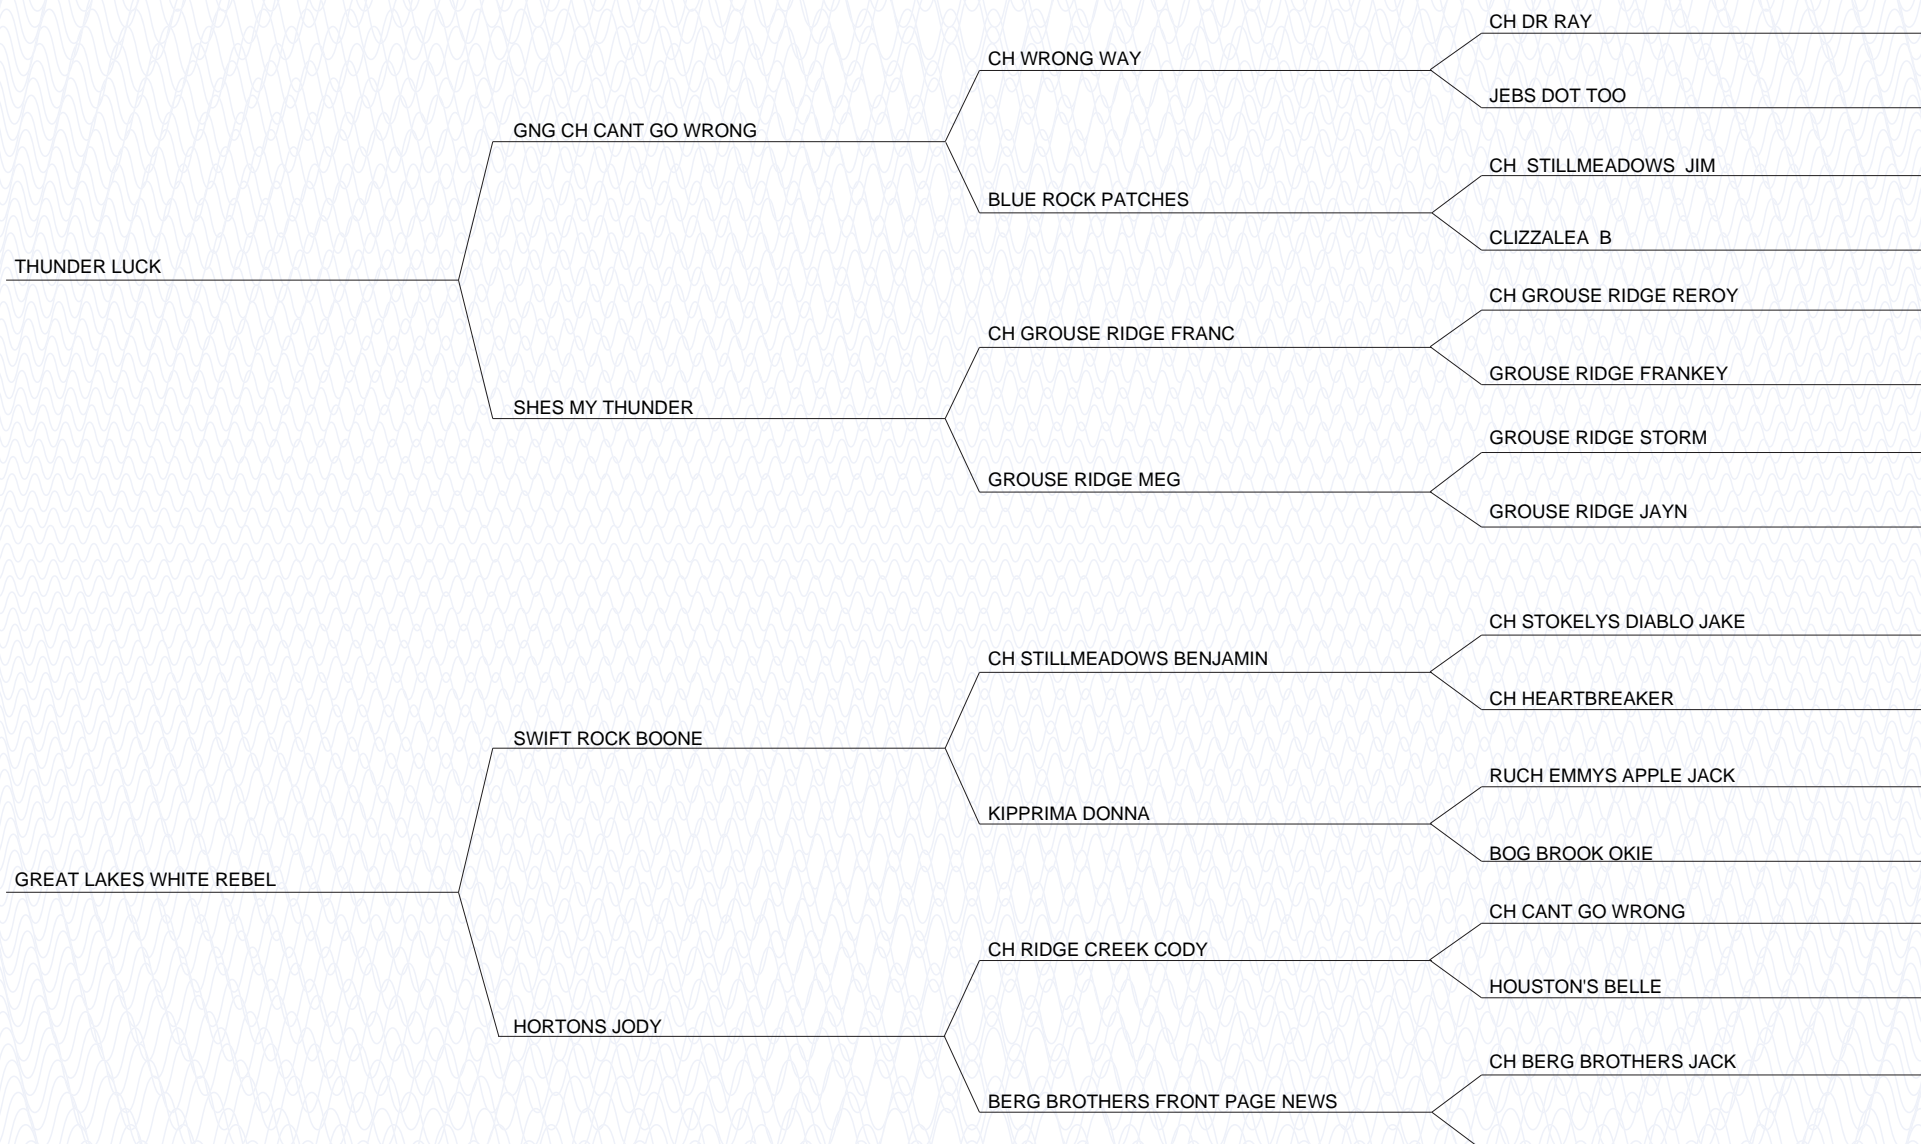 CH DR RAY
CH WRONG WAY
JEBS DOT TOO
GNG CH CANT GO WRONG
CH  STILLMEADOWS  JIM
BLUE ROCK PATCHES
CLIZZALEA  B
THUNDER LUCK
CH GROUSE RIDGE REROY
CH GROUSE RIDGE FRANC
GROUSE RIDGE FRANKEY
SHES MY THUNDER
GROUSE RIDGE STORM
GROUSE RIDGE MEG
GROUSE RIDGE JAYN
CH STOKELYS DIABLO JAKE
CH STILLMEADOWS BENJAMIN
CH HEARTBREAKER
SWIFT ROCK BOONE
RUCH EMMYS APPLE JACK
KIPPRIMA DONNA
BOG BROOK OKIE
GREAT LAKES WHITE REBEL
CH CANT GO WRONG
CH RIDGE CREEK CODY
HOUSTON'S BELLE
HORTONS JODY
CH BERG BROTHERS JACK
BERG BROTHERS FRONT PAGE NEWS